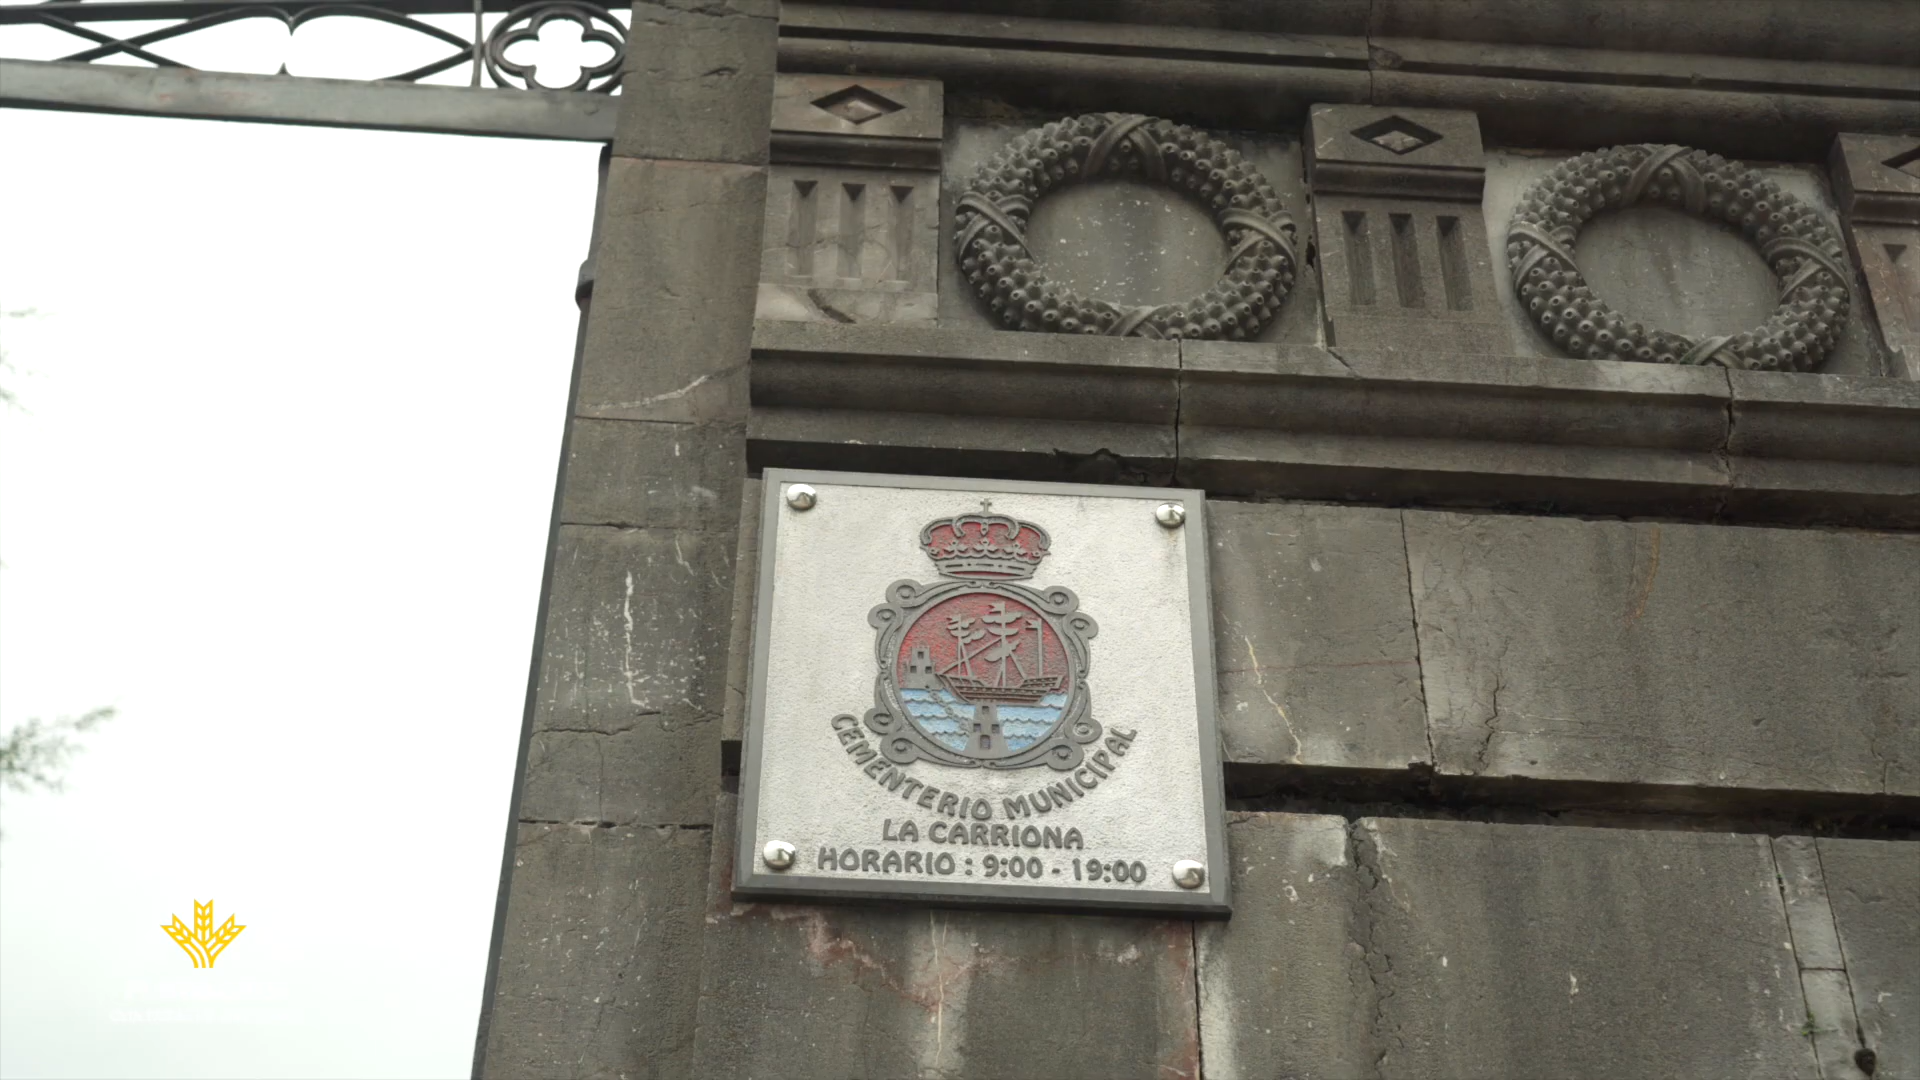 CEMENTERIO MUNICIPAL
LA CARRIONA
HORARIO : 9:00 - 19:00